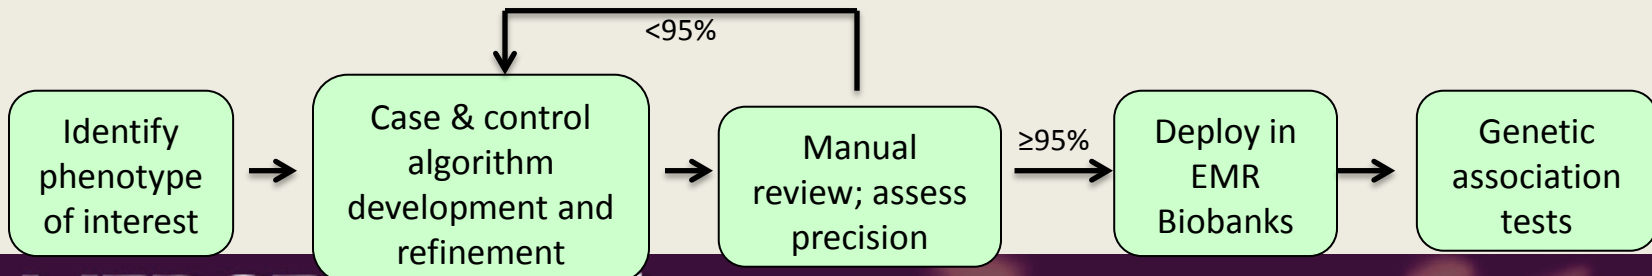 <95%
Identify
phenotype
of interest
Case & control
algorithm
development and
refinement
Manual
review; assess
precision
≥95%
Deploy in
EMR
Biobanks
Genetic
association
tests